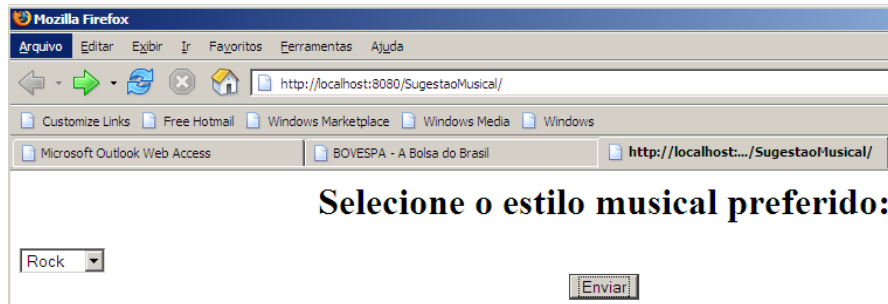 Mozilla Firefox
Arquivo Editar Exibir Ir Favoritos Ferramentas Ajuda
http://localhost:8080/SugestaoMusical/
Customize Links Free Hotmail Windows Marketplace Windows Media Windows
Microsoft Outlook Web Access BOVESPA - A Bolsa do Brasil http://localhost:.../SugestaoMusical/
Selecione o estilo musical preferido:
Rock
Enviar